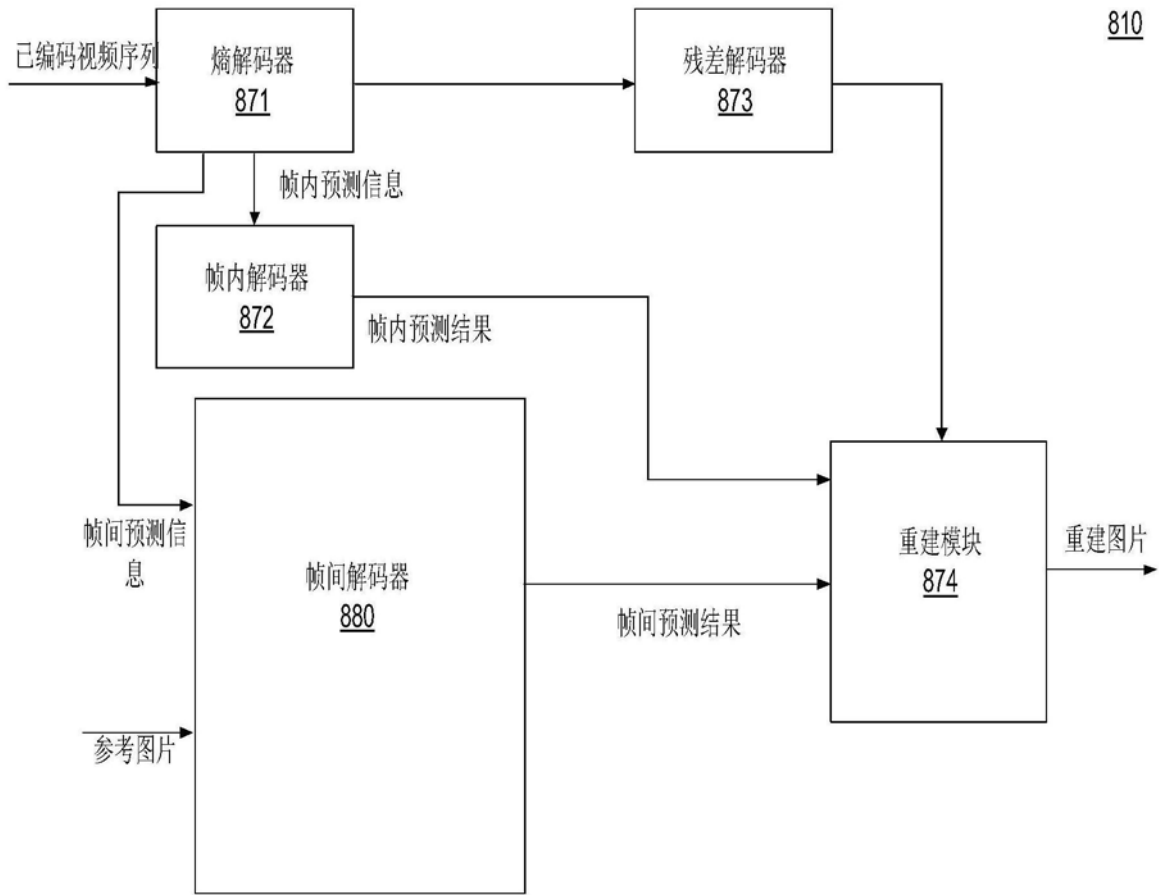 810
已编码视频序列
熵解码器
871
残差解码器
873
帧内预测信息
帧内解码器
872
帧内预测结果
帧间预测信
息
帧间解码器
880
帧间预测结果
重建模块
874
重建图片
参考图片